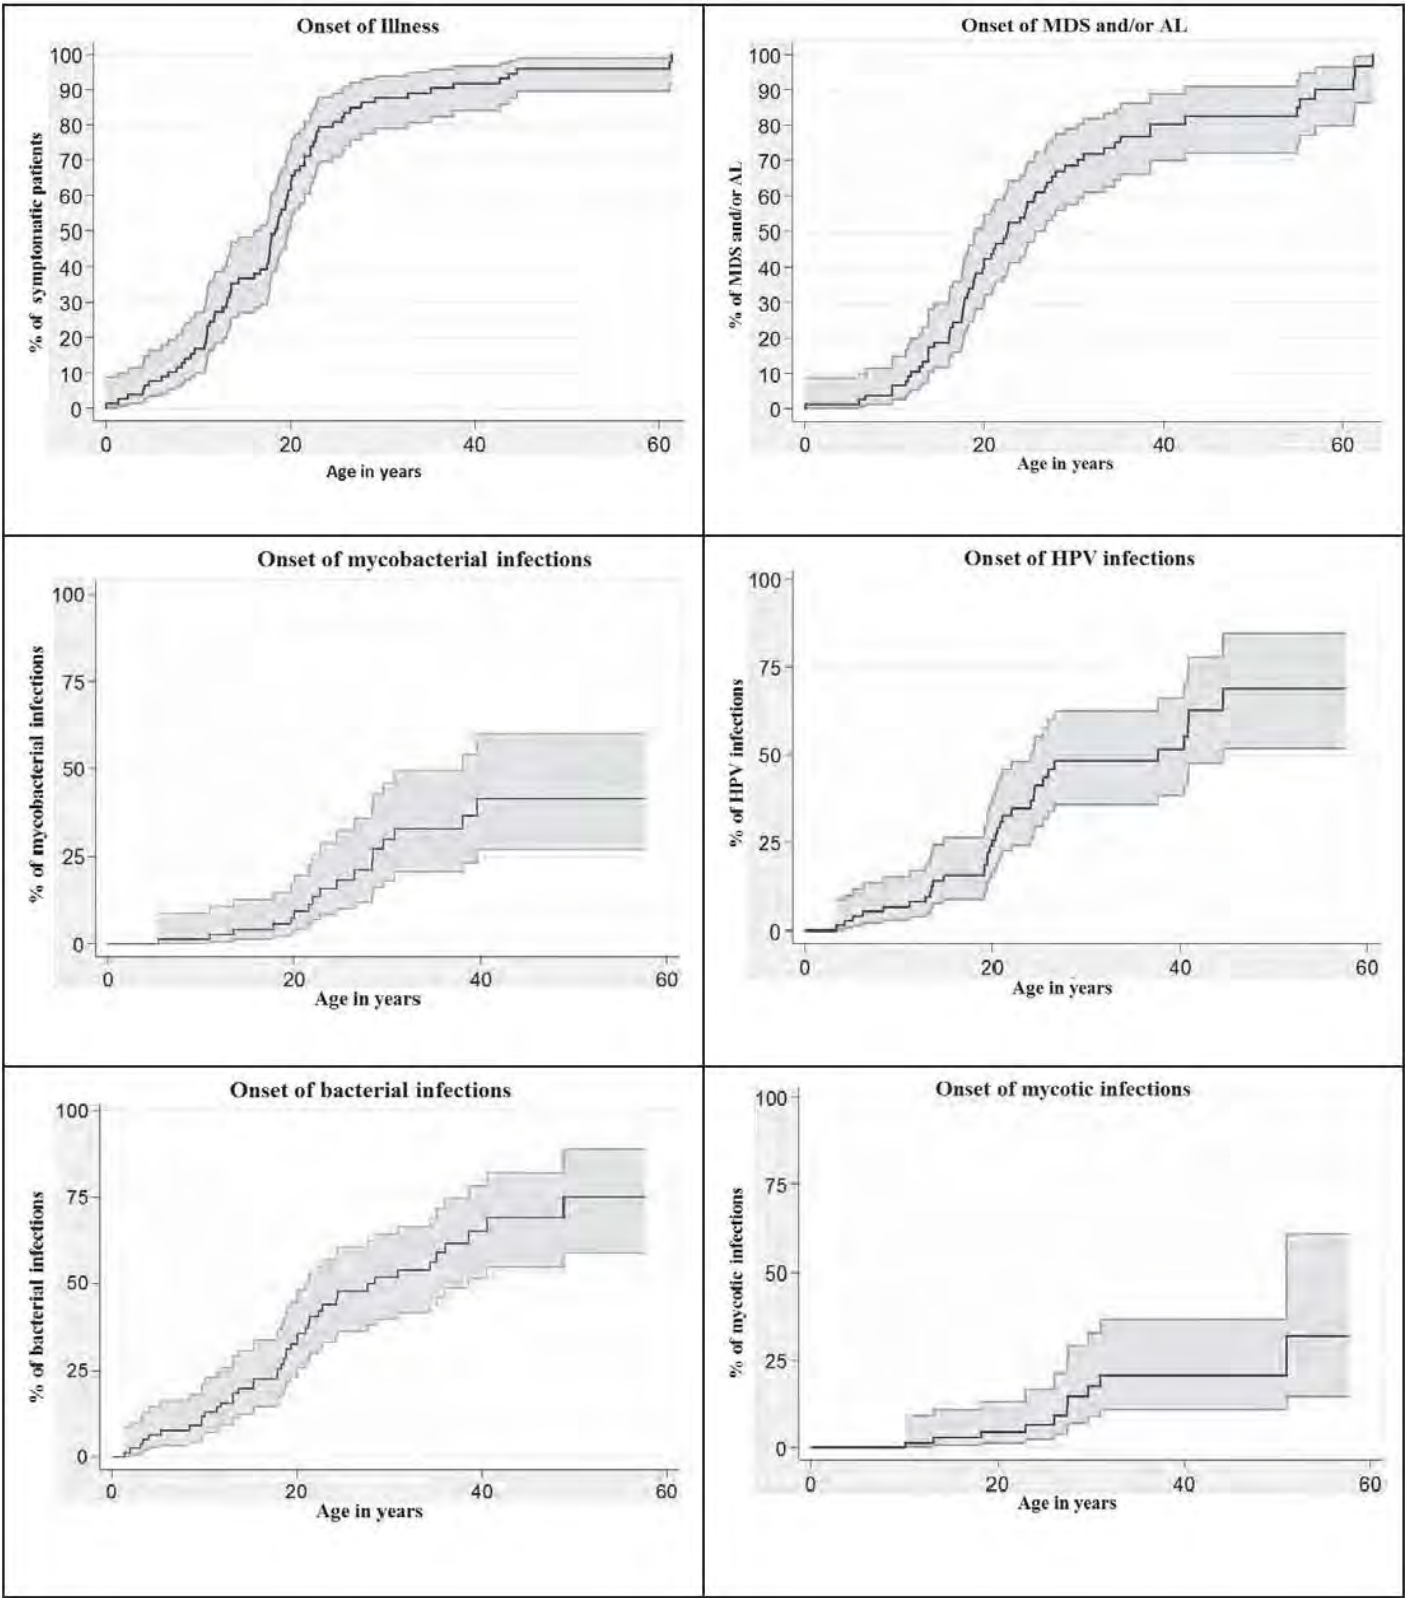 Onset of Illness
% of symptomatic patients
100
90
80
70
60
50
40
30
20
10
0
0 20 40 60
Age in years
Onset of MDS and/or AL
% of MDS and/or AL
100
90
80
70
60
50
40
30
20
10
0
0 20 40 60
Age in years
Onset of mycobacterial infections
% of mycobacterial infections
100
75
50
25
0
0 20 40 60
Age in years
Onset of HPV infections
% of HPV infections
100
75
50
25
0
0 20 40 60
Age in years
Onset of bacterial infections
% of bacterial infections
100
75
50
25
0
0 20 40 60
Age in years
Onset of mycotic infections
% of mycotic infections
100
75
50
25
0
0 20 40 60
Age in years